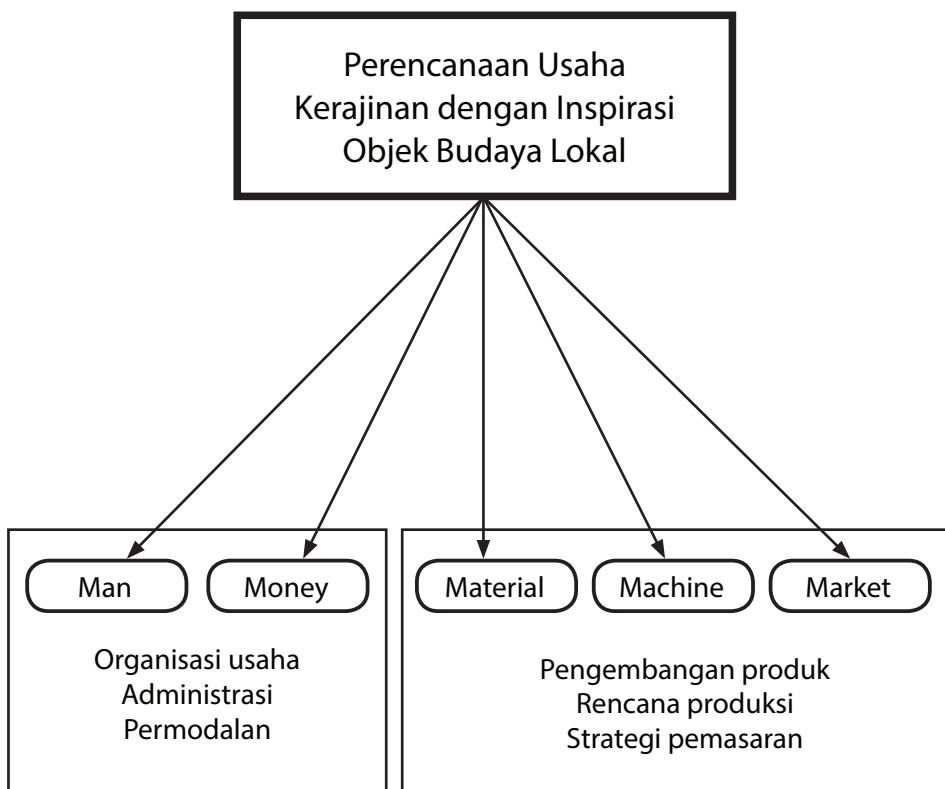 Perencanaan Usaha
Kerajinan dengan Inspirasi
Objek Budaya Lokal
Man
Money
Organisasi usaha
Administrasi
Permodalan
Material
Machine
Market
Pengembangan produk
Rencana produksi
Strategi pemasaran